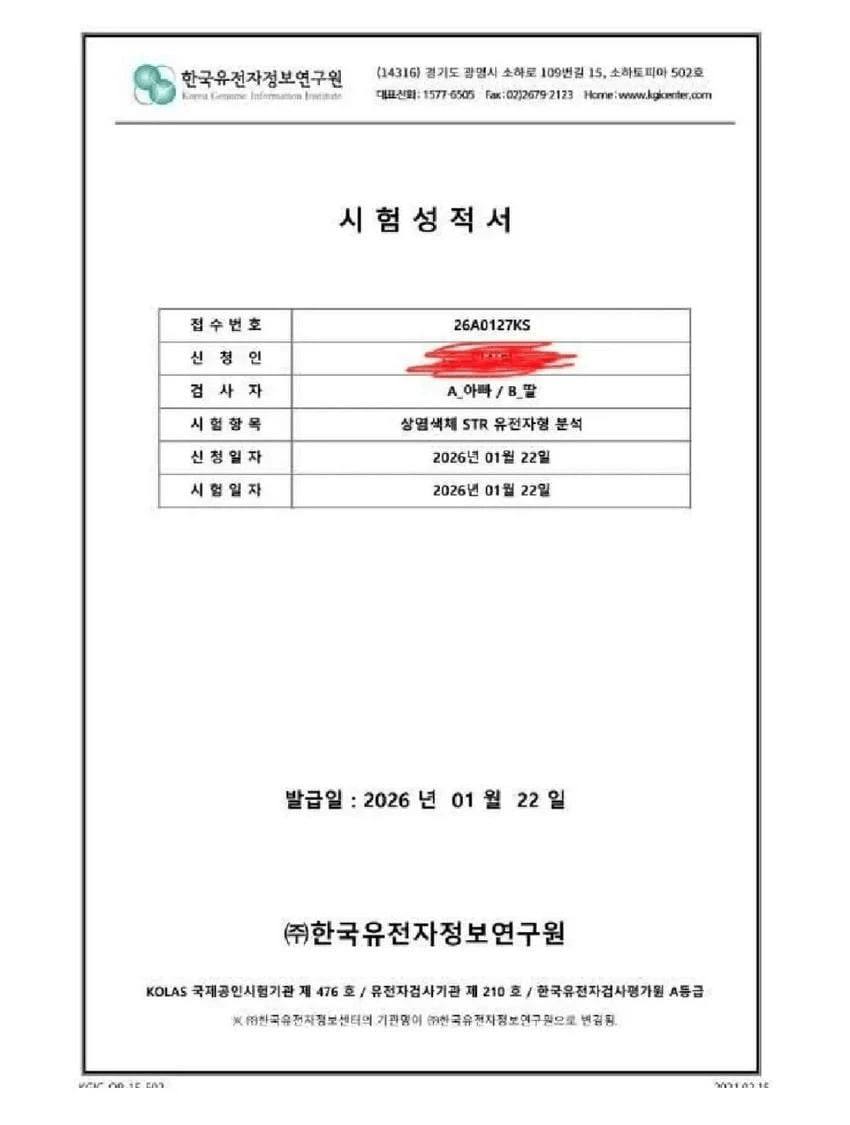 한국유전자정보연구원
Korea Genome Information Institute
(14316) 경기도 광명시 소하로 109번길 15, 소하토피아 502호
대표전화 : 1577-6505 Fax : 02)2679-2123 Home : www.kgicenter.com
시 험 성 적 서
접 수 번 호 26A0127KS
신 청 인
검 사 자 A_아빠 / B_딸
시 험 항 목 상염색체 STR 유전자형 분석
신 청 일 자 2026년 01월 22일
시 험 일 자 2026년 01월 22일
발급일 : 2026 년 01 월 22 일
㈜한국유전자정보연구원
KOLAS 국제공인시험기관 제 476 호 / 유전자검사기관 제 210 호 / 한국유전자검사평가원 A등급
※ ㈜한국유전자정보센터의 기관명이 ㈜한국유전자정보연구원으로 변경됨.